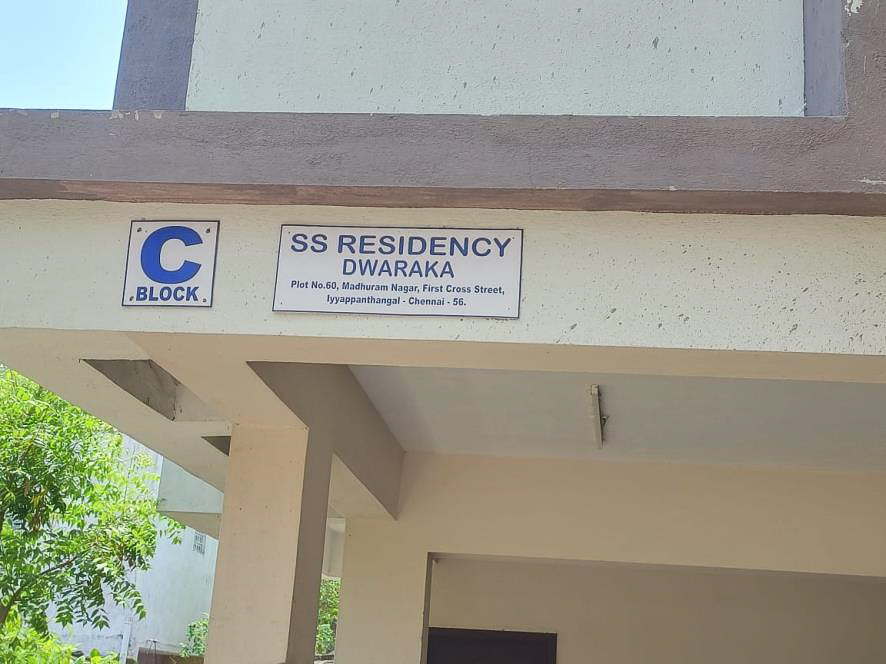 C
BLOCK
SS RESIDENCY
DWARAKA
Plot No.60, Madhuram Nagar, First Cross Street,
Iyyappanthangal - Chennai - 56.